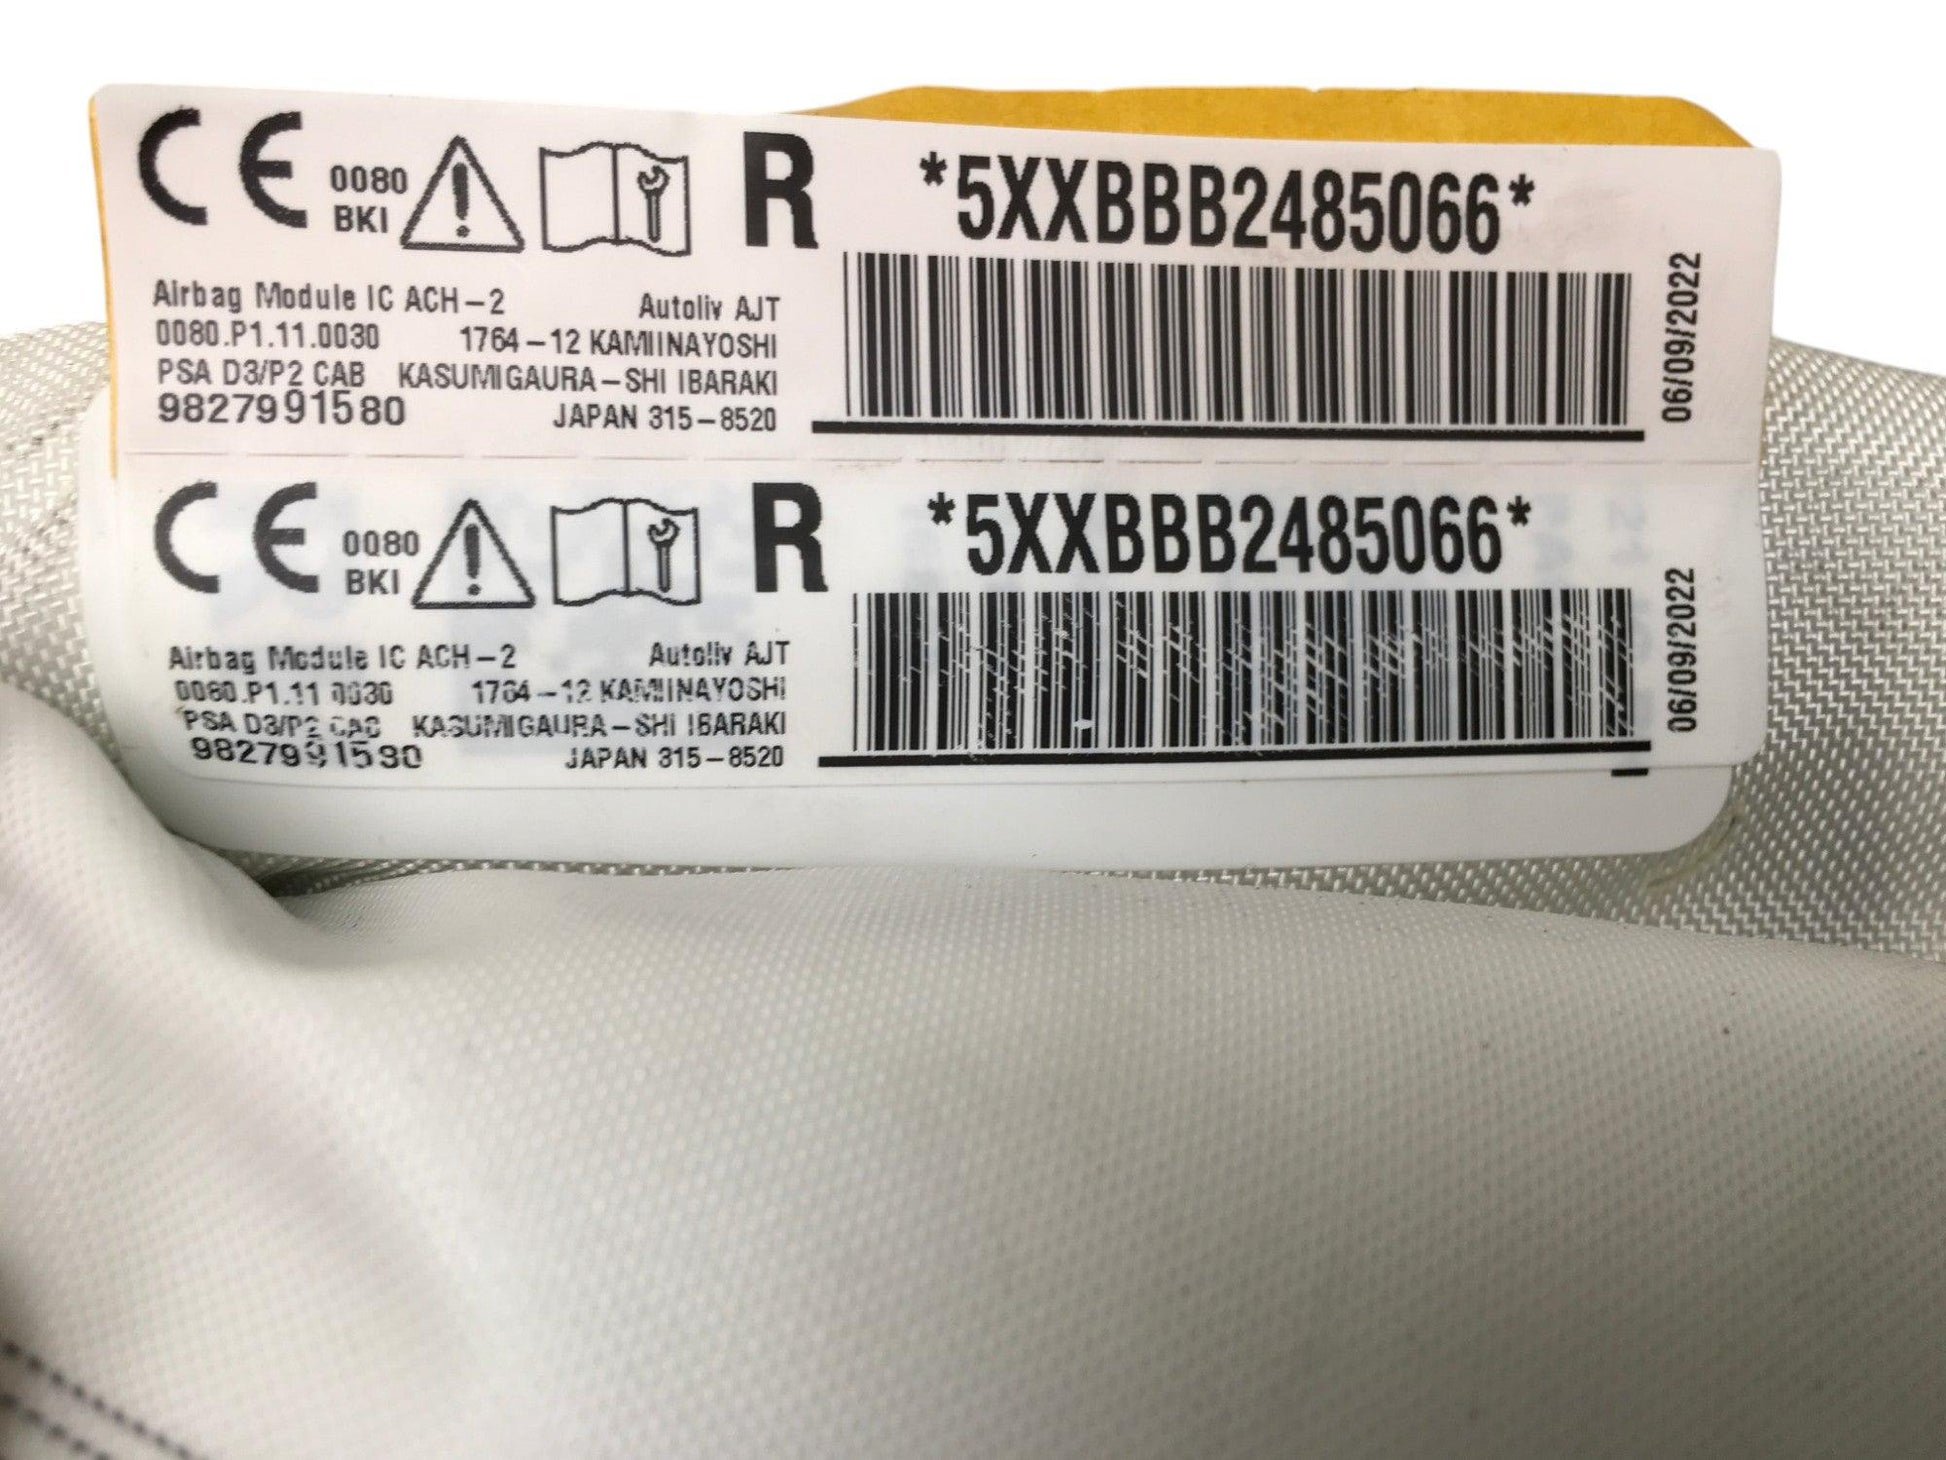 CE 0080 BKI R *5XXBBB2485066*
Airbag Module IC ACH-2 Autoliv AJT
0080.P1.11.0030 1764-12 KAMIINAYOSHI
PSA D3/P2 CAB KASUMIGAURA-SHI IBARAKI
9827991580 JAPAN 315-8520
06/09/2022
CE 0080 BKI R *5XXBBB2485066*
Airbag Module IC ACH-2 Autoliv AJT
0080.P1.11 0030 1764-12 KAMIINAYOSHI
PSA D3/P2 CAB KASUMIGAURA-SHI IBARAKI
9827991580 JAPAN 315-8520
06/09/2022